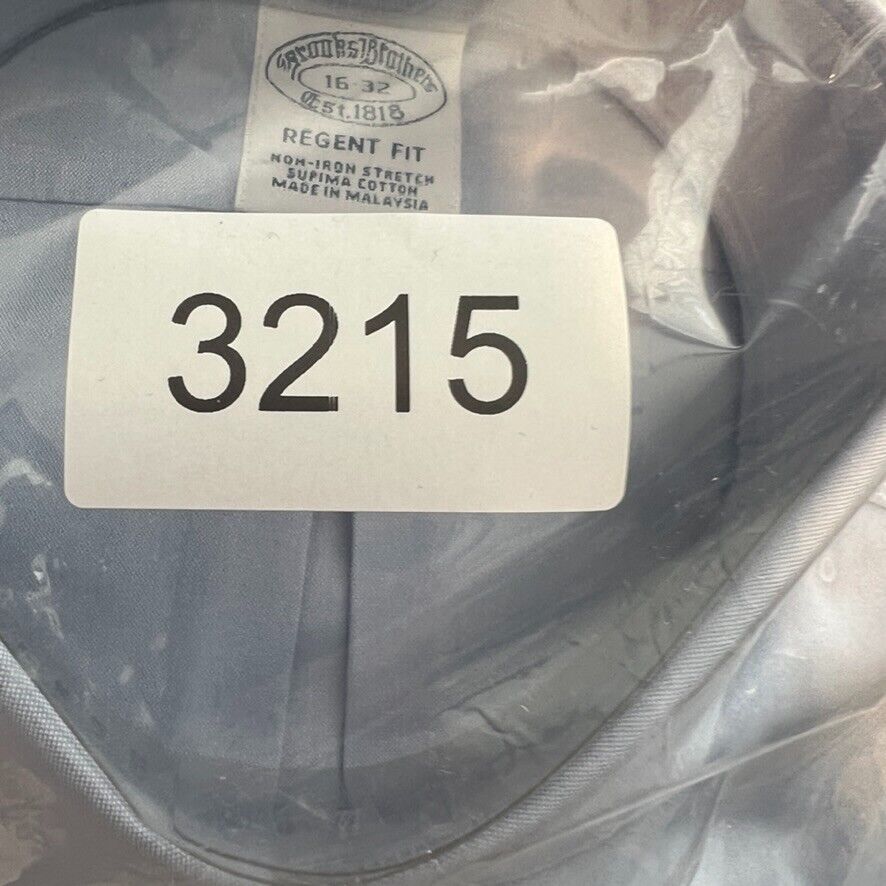 Brooks Brothers
16-32
Est.1818
REGENT FIT
NON-IRON STRETCH
SUPIMA COTTON
MADE IN MALAYSIA
3215